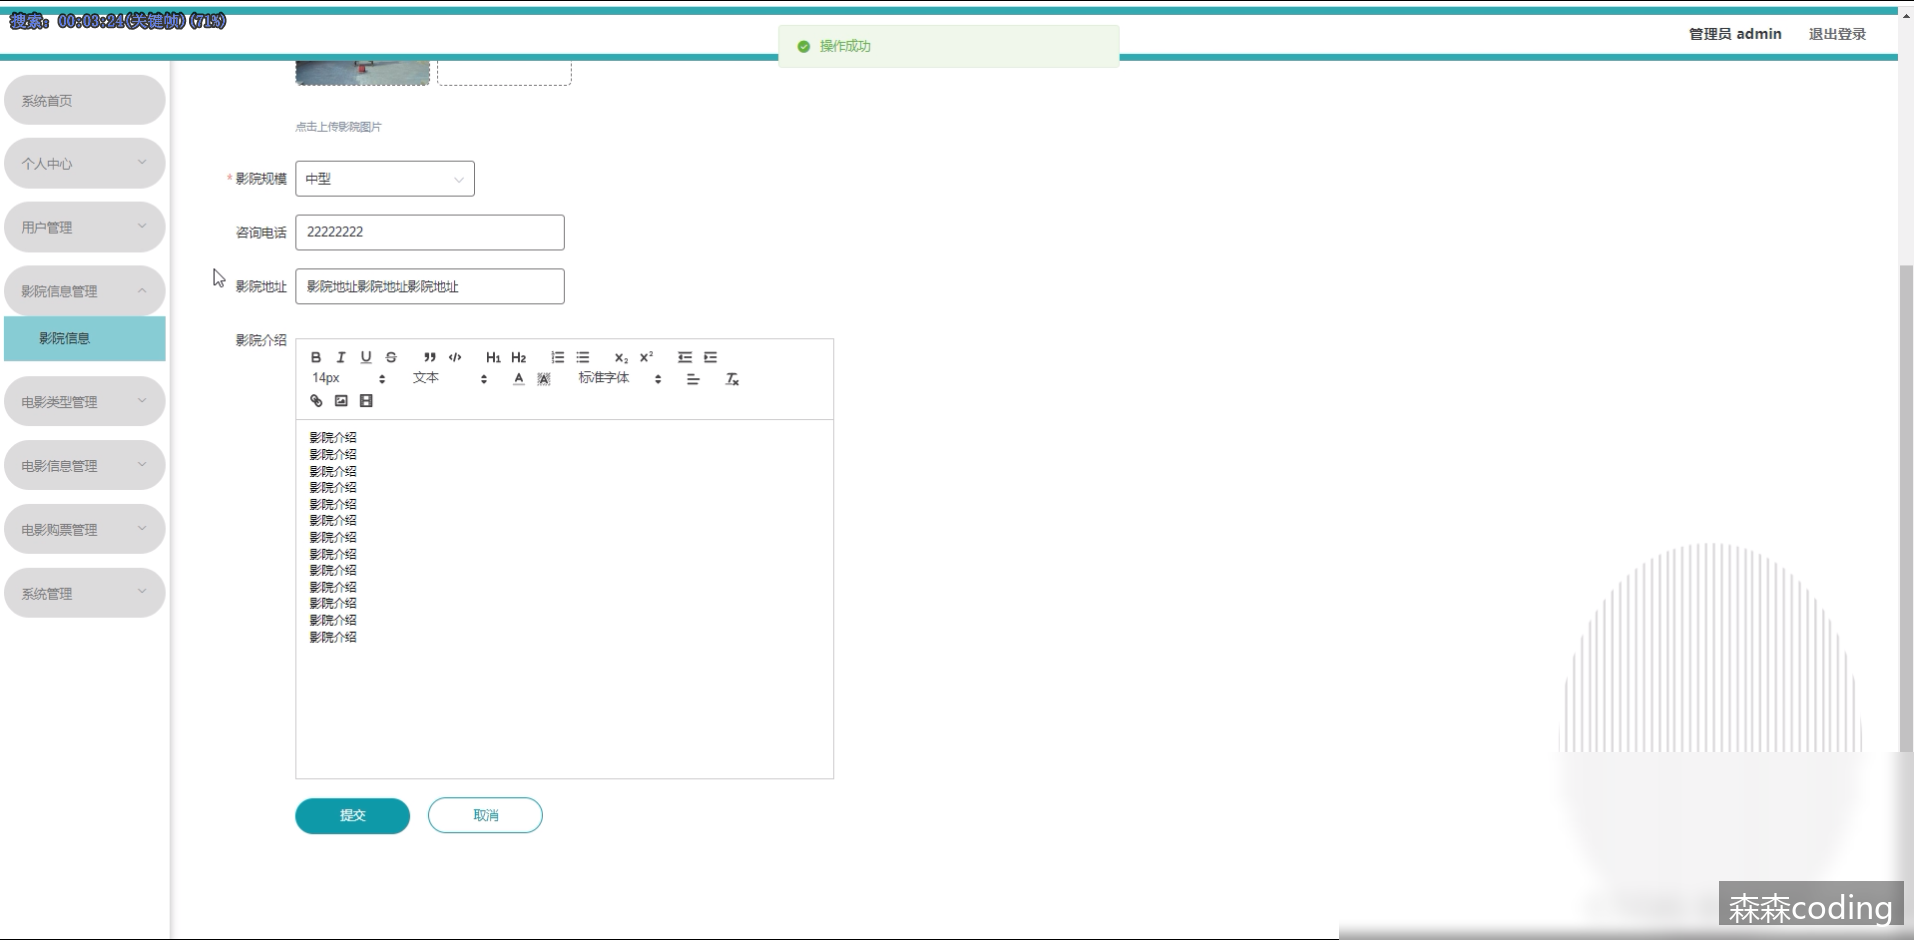 搜索: 00:03:24(关键帧) (71%)
操作成功
管理员 admin
退出登录
系统首页
个人中心
用户管理
影院信息管理
影院信息
电影类型管理
电影信息管理
电影购票管理
系统管理
点击上传影院图片
* 影院规模
中型
咨询电话
22222222
影院地址
影院地址影院地址影院地址
影院介绍
B I U S H1 H2 X2 X2
14px 文本 A A 标准字体 Tx
影院介绍
影院介绍
影院介绍
影院介绍
影院介绍
影院介绍
影院介绍
影院介绍
影院介绍
影院介绍
影院介绍
影院介绍
影院介绍
提交
取消
森森coding